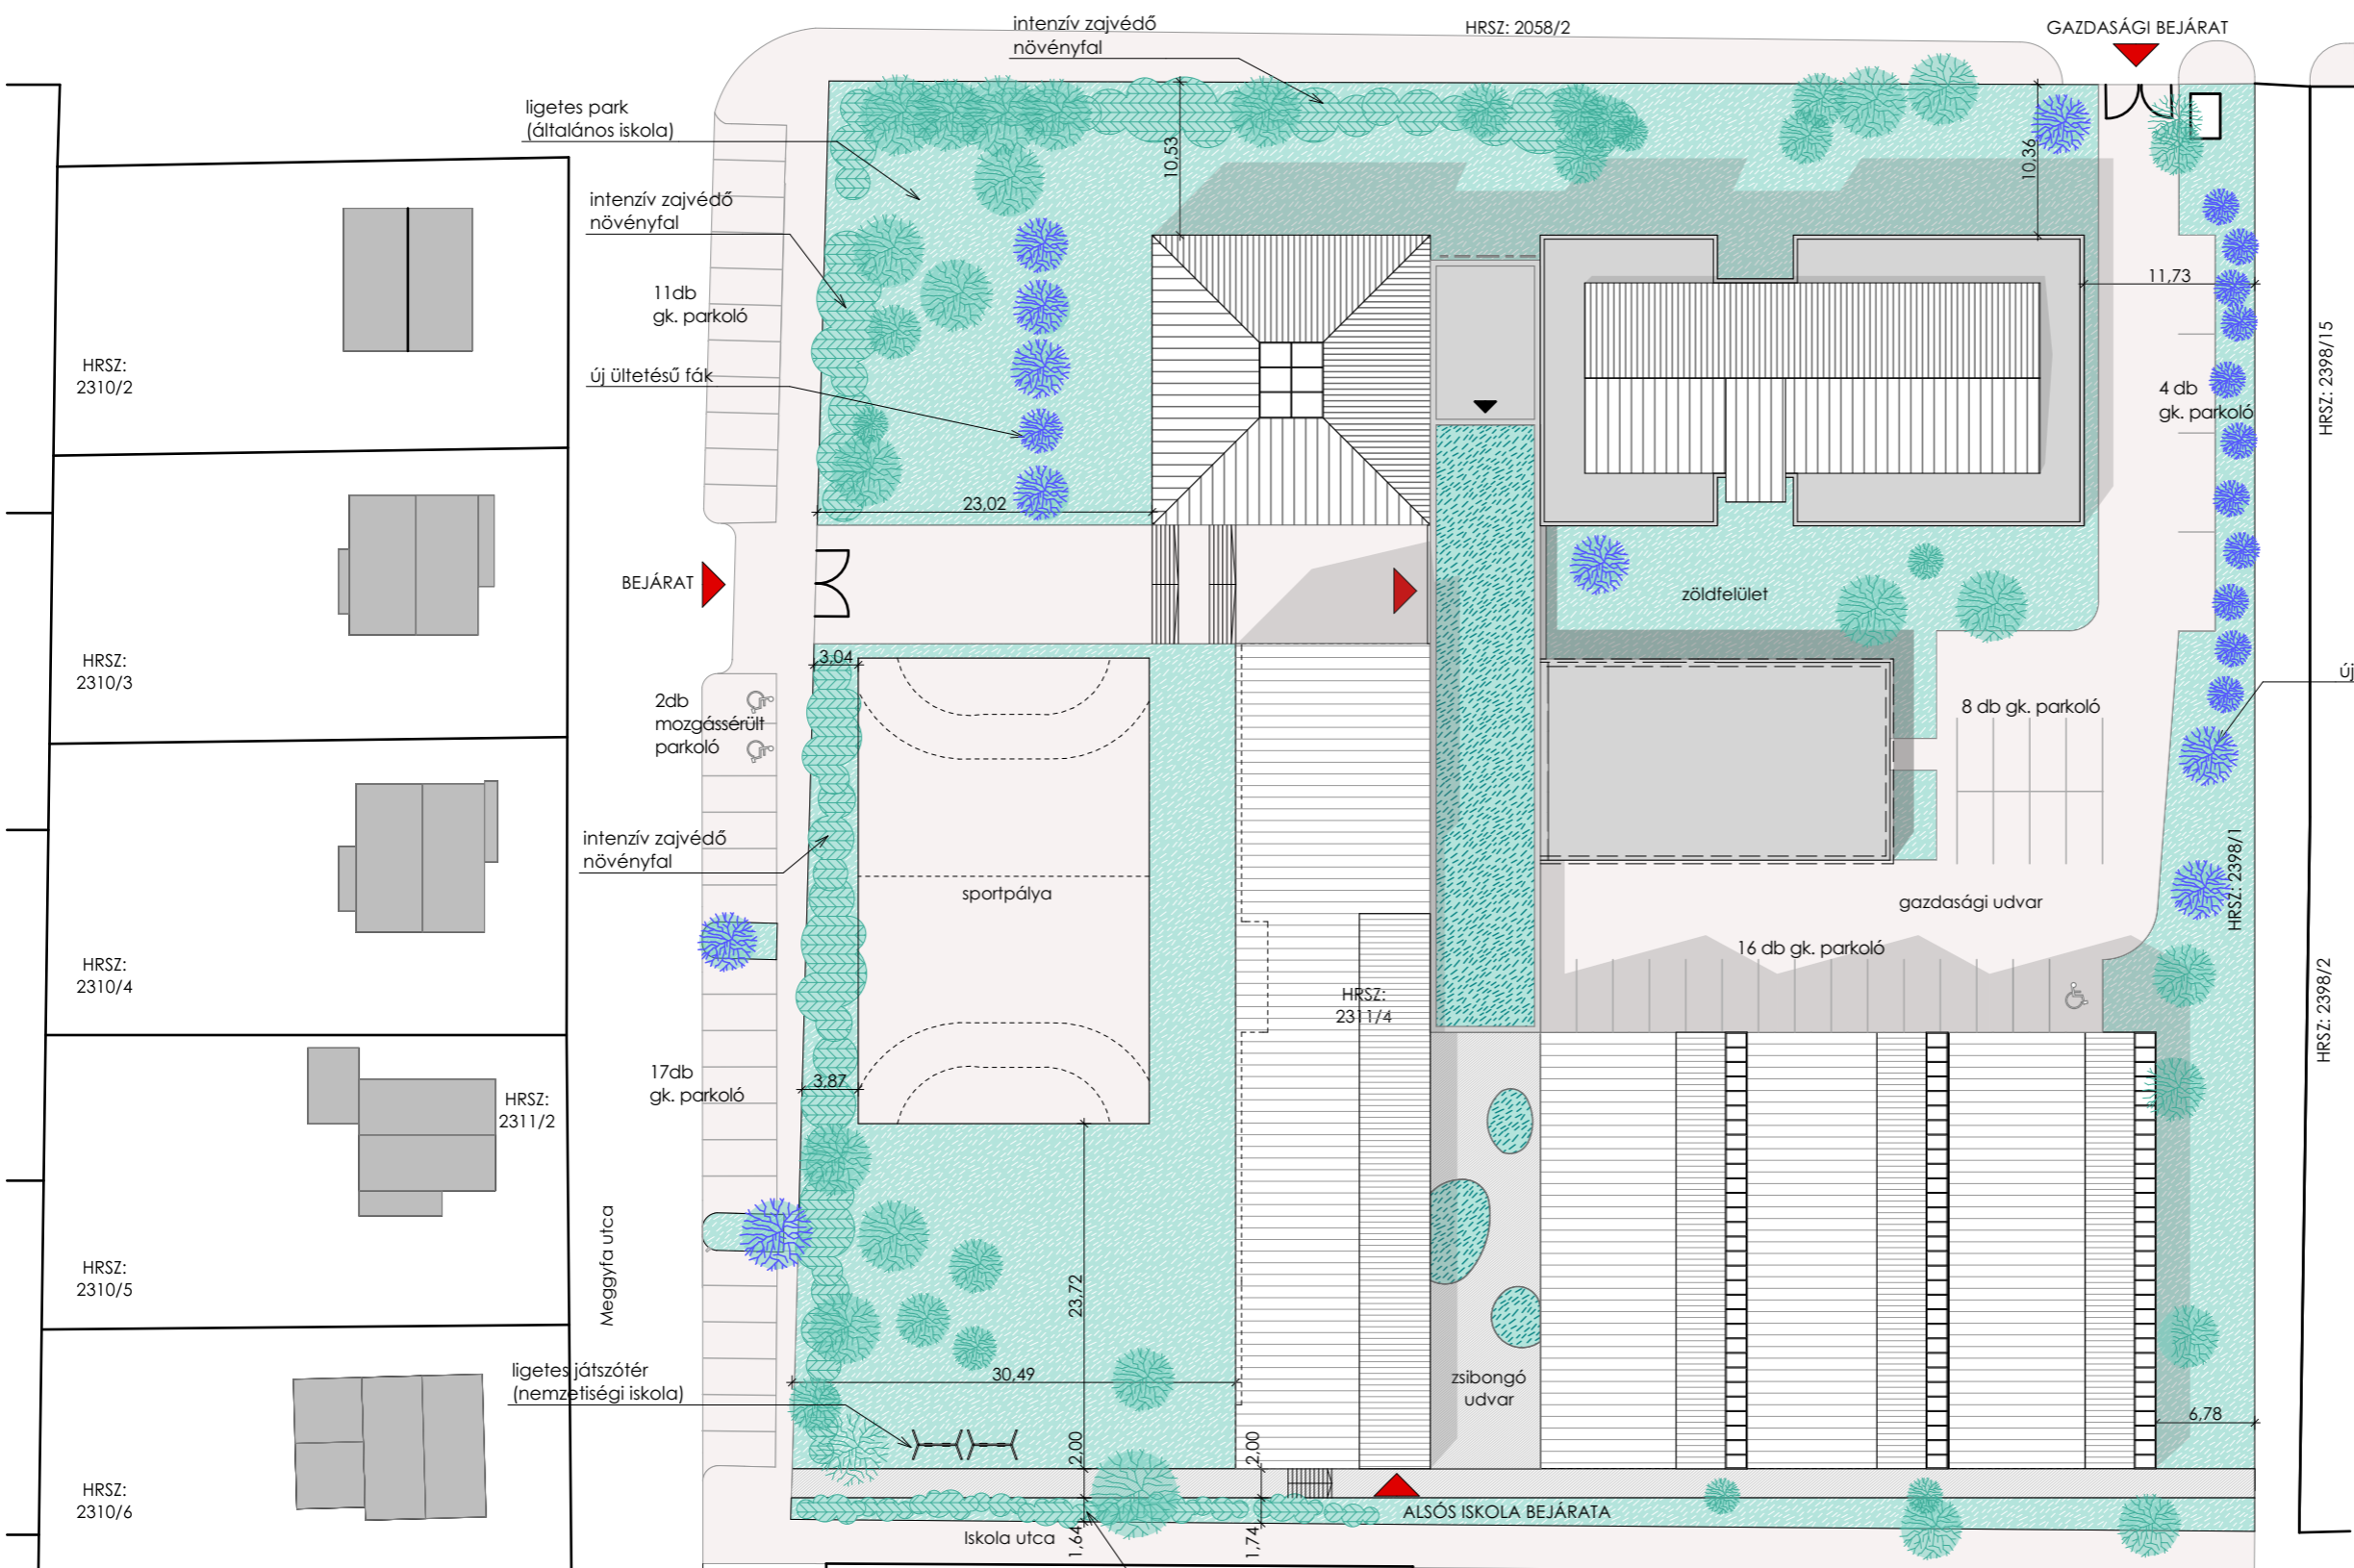 intenzív zajvédő
növényfal
HRSZ: 2058/2
GAZDASÁGI BEJÁRAT
ligetes park
(általános iskola)
10,53
10,36
intenzív zajvédő
növényfal
11db
gk. parkoló
11,73
HRSZ: 2398/15
HRSZ:
2310/2
új ültetésű fák
4 db
gk. parkoló
23,02
BEJÁRAT
zöldfelület
HRSZ:
2310/3
3,04
új
2db
mozgássérült
parkoló
8 db gk. parkoló
intenzív zajvédő
növényfal
sportpálya
HRSZ: 2398/1
gazdasági udvar
16 db gk. parkoló
HRSZ:
2310/4
HRSZ:
2311/4
HRSZ: 2398/2
17db
gk. parkoló
3,87
HRSZ:
2311/2
Meggyfa utca
HRSZ:
2310/5
23,72
ligetes játszótér
(nemzetiségi iskola)
30,49
zsibongó
udvar
6,78
2,00
2,00
HRSZ:
2310/6
ALSÓS ISKOLA BEJÁRATA
Iskola utca
1,64
1,74